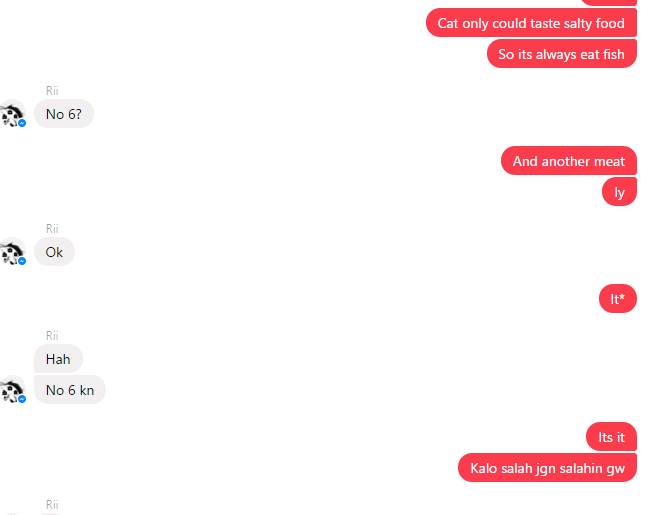 Cat only could taste salty food
So its always eat fish
Rii
No 6?
And another meat
Iy
Rii
Ok
It*
Rii
Hah
No 6 kn
Its it
Kalo salah jgn salahin gw
Rii